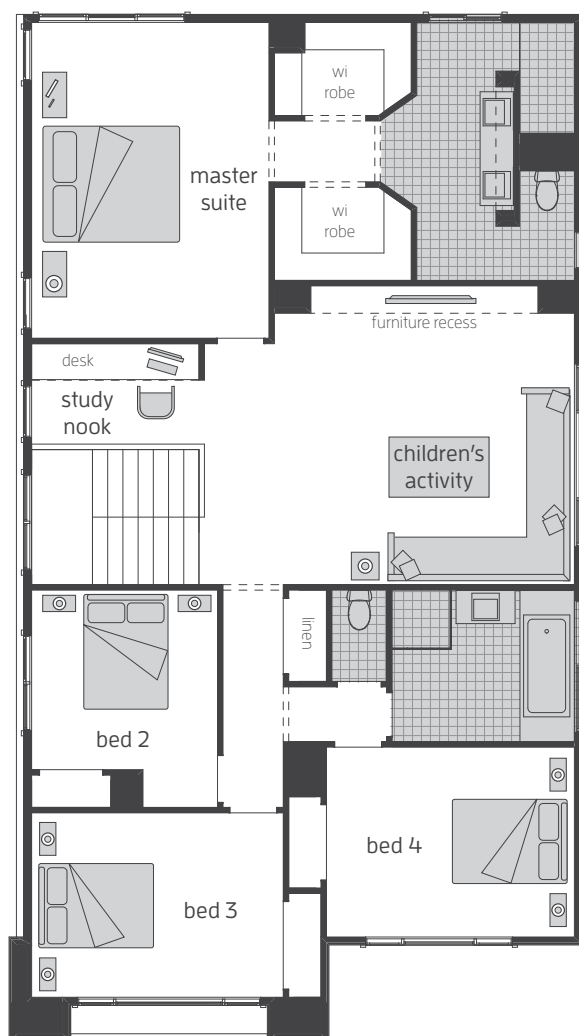 wi
robe
master
suite
wi
robe
furniture recess
desk
study
nook
children's
activity
linen
bed 2
bed 4
bed 3